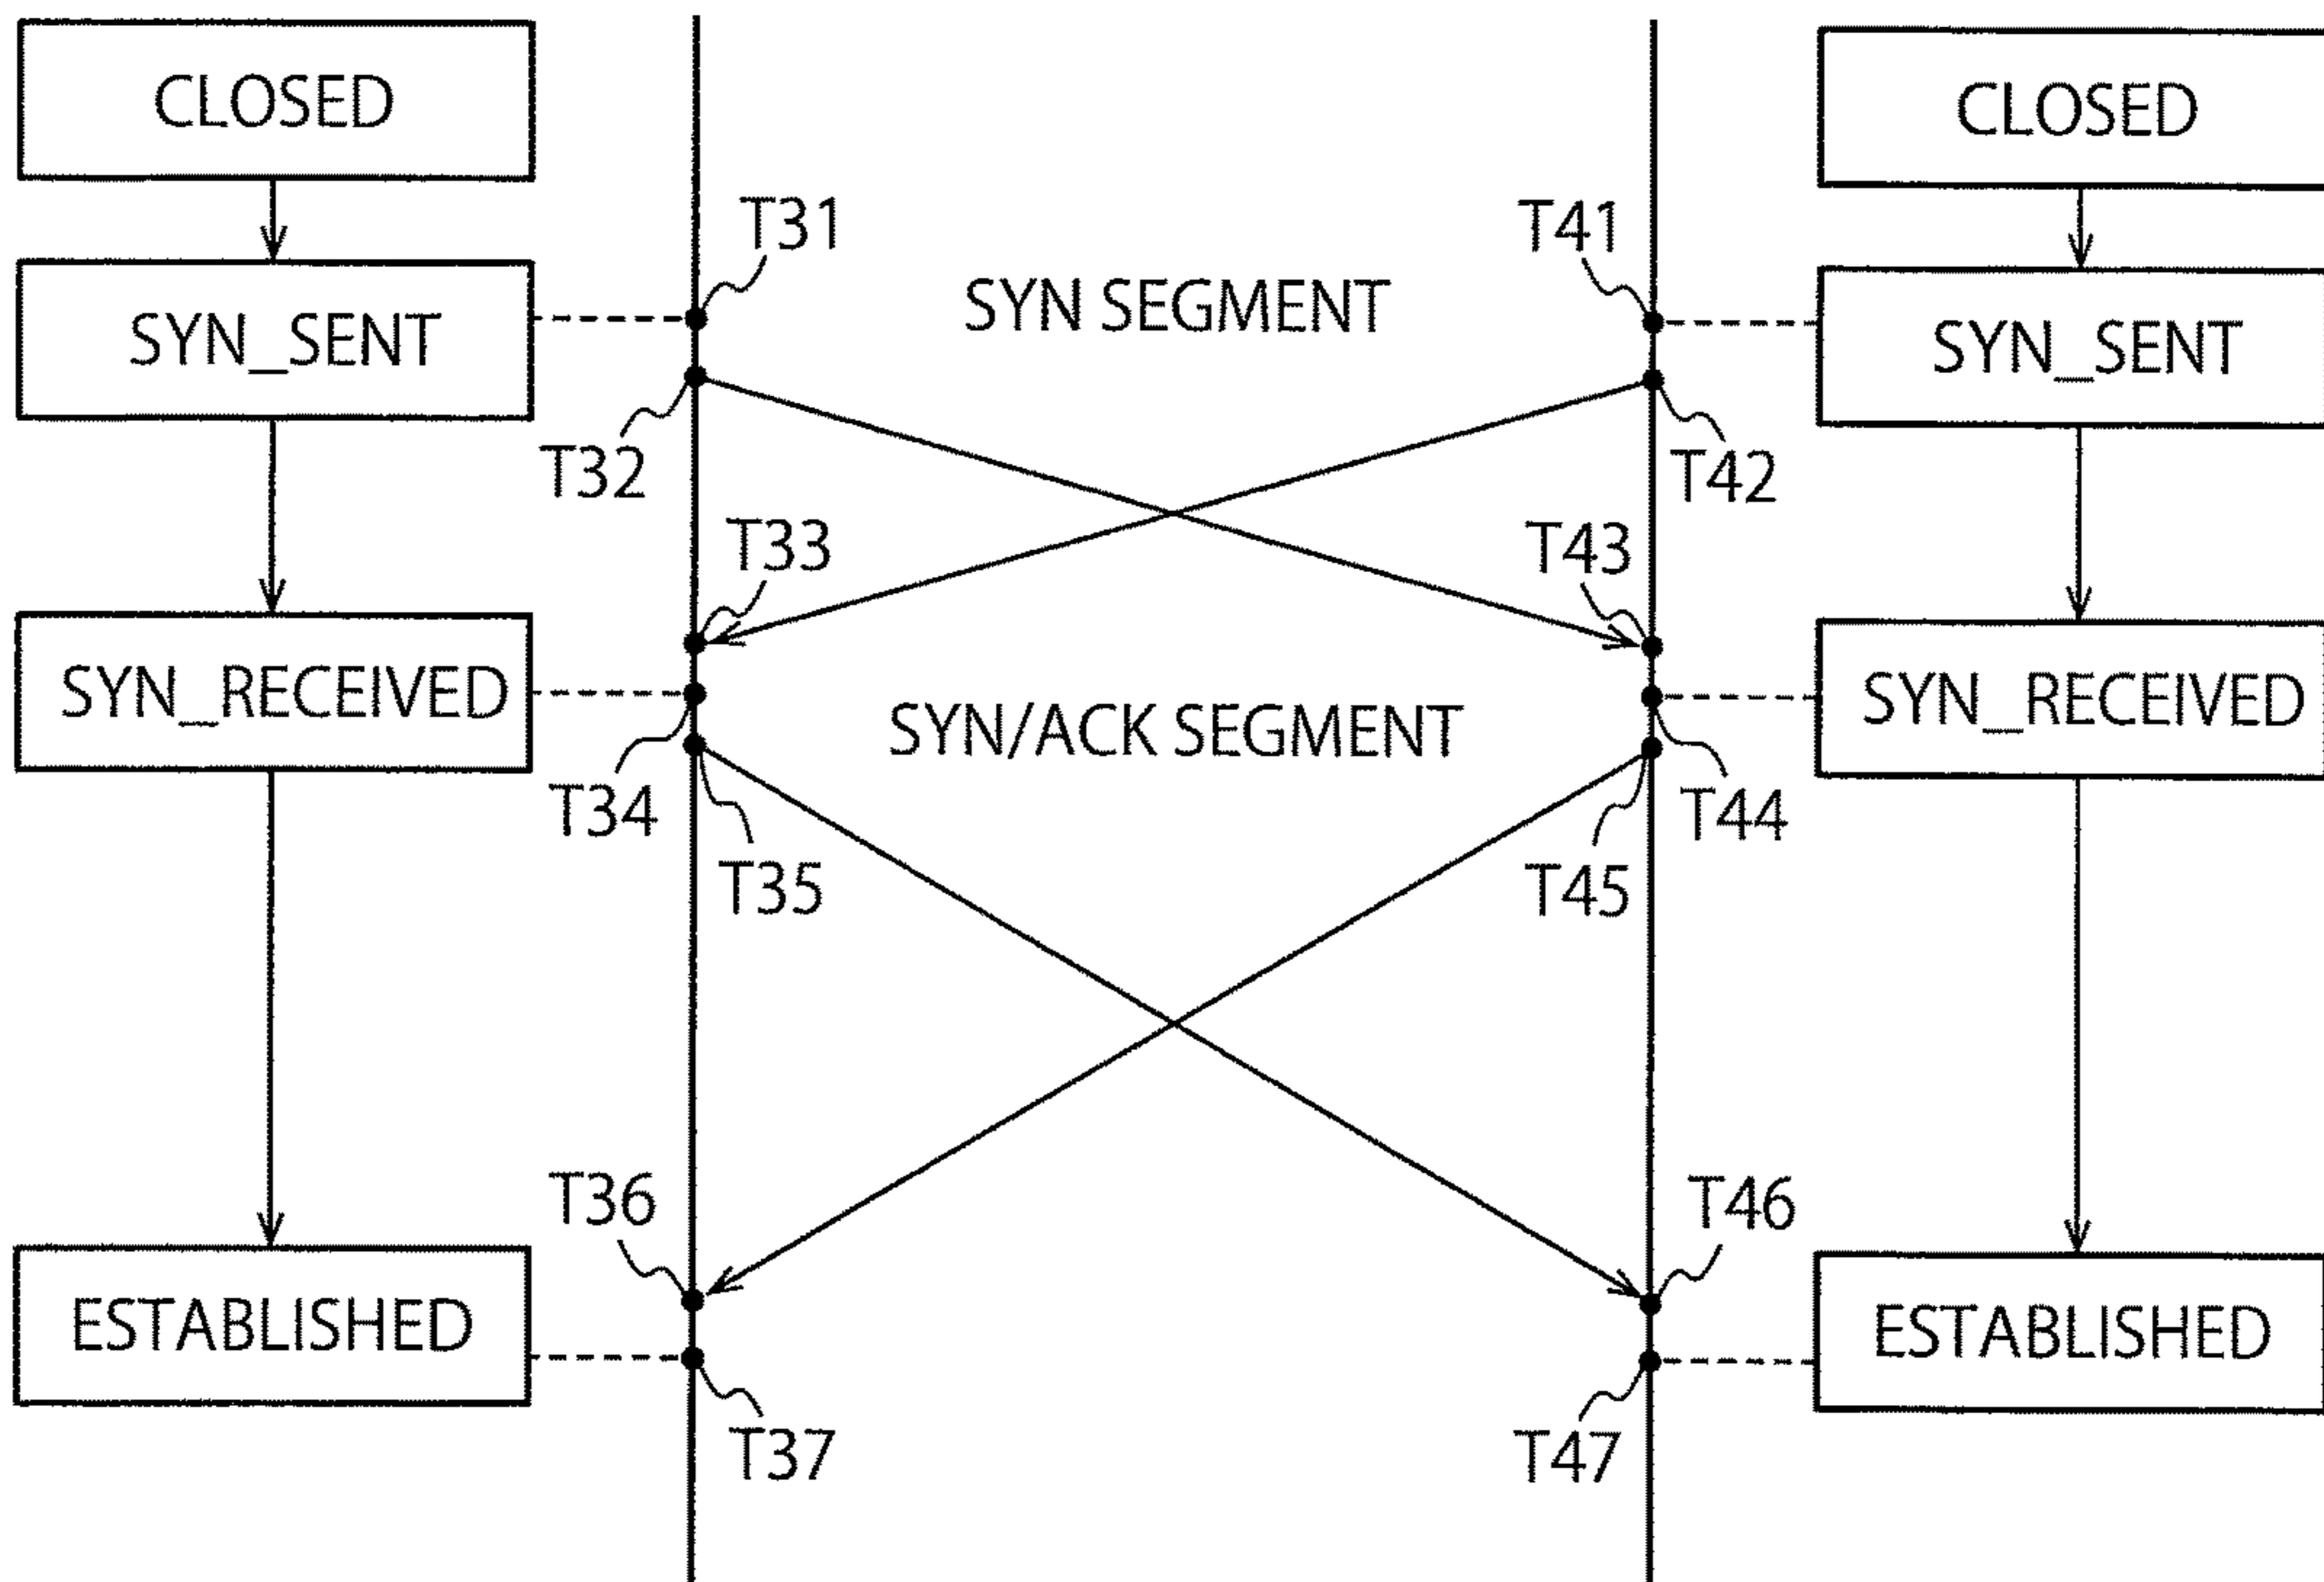 CLOSED
CLOSED
T31
T41
SYN SEGMENT
SYN_SENT
SYN_SENT
T32
T42
T33
T43
SYN_RECEIVED
SYN/ACK SEGMENT
SYN_RECEIVED
T34
T44
T35
T45
T36
T46
ESTABLISHED
ESTABLISHED
T37
T47